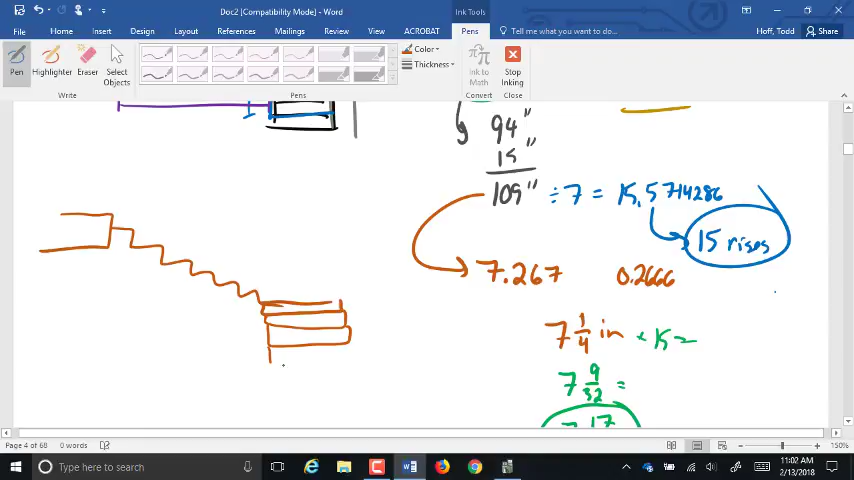 Doc2 [Compatibility Mode] - Word
Ink Tools
Hoff, Todd
File
Home
Insert
Design
Layout
References
Mailings
Review
View
ACROBAT
Pens
Tell me what you want to do...
Share
Pen
Highlighter
Eraser
Select Objects
Color
Thickness
Ink to Math
Stop Inking
Write
Pens
Convert
Close
94"
15"
109" ÷ 7 = 15.5714286
15 rises
7.267 0.2666
7 1/4 in × 15 =
7 9/32 =
Page 4 of 68 0 words
150%
Type here to search
11:02 AM
2/13/2018